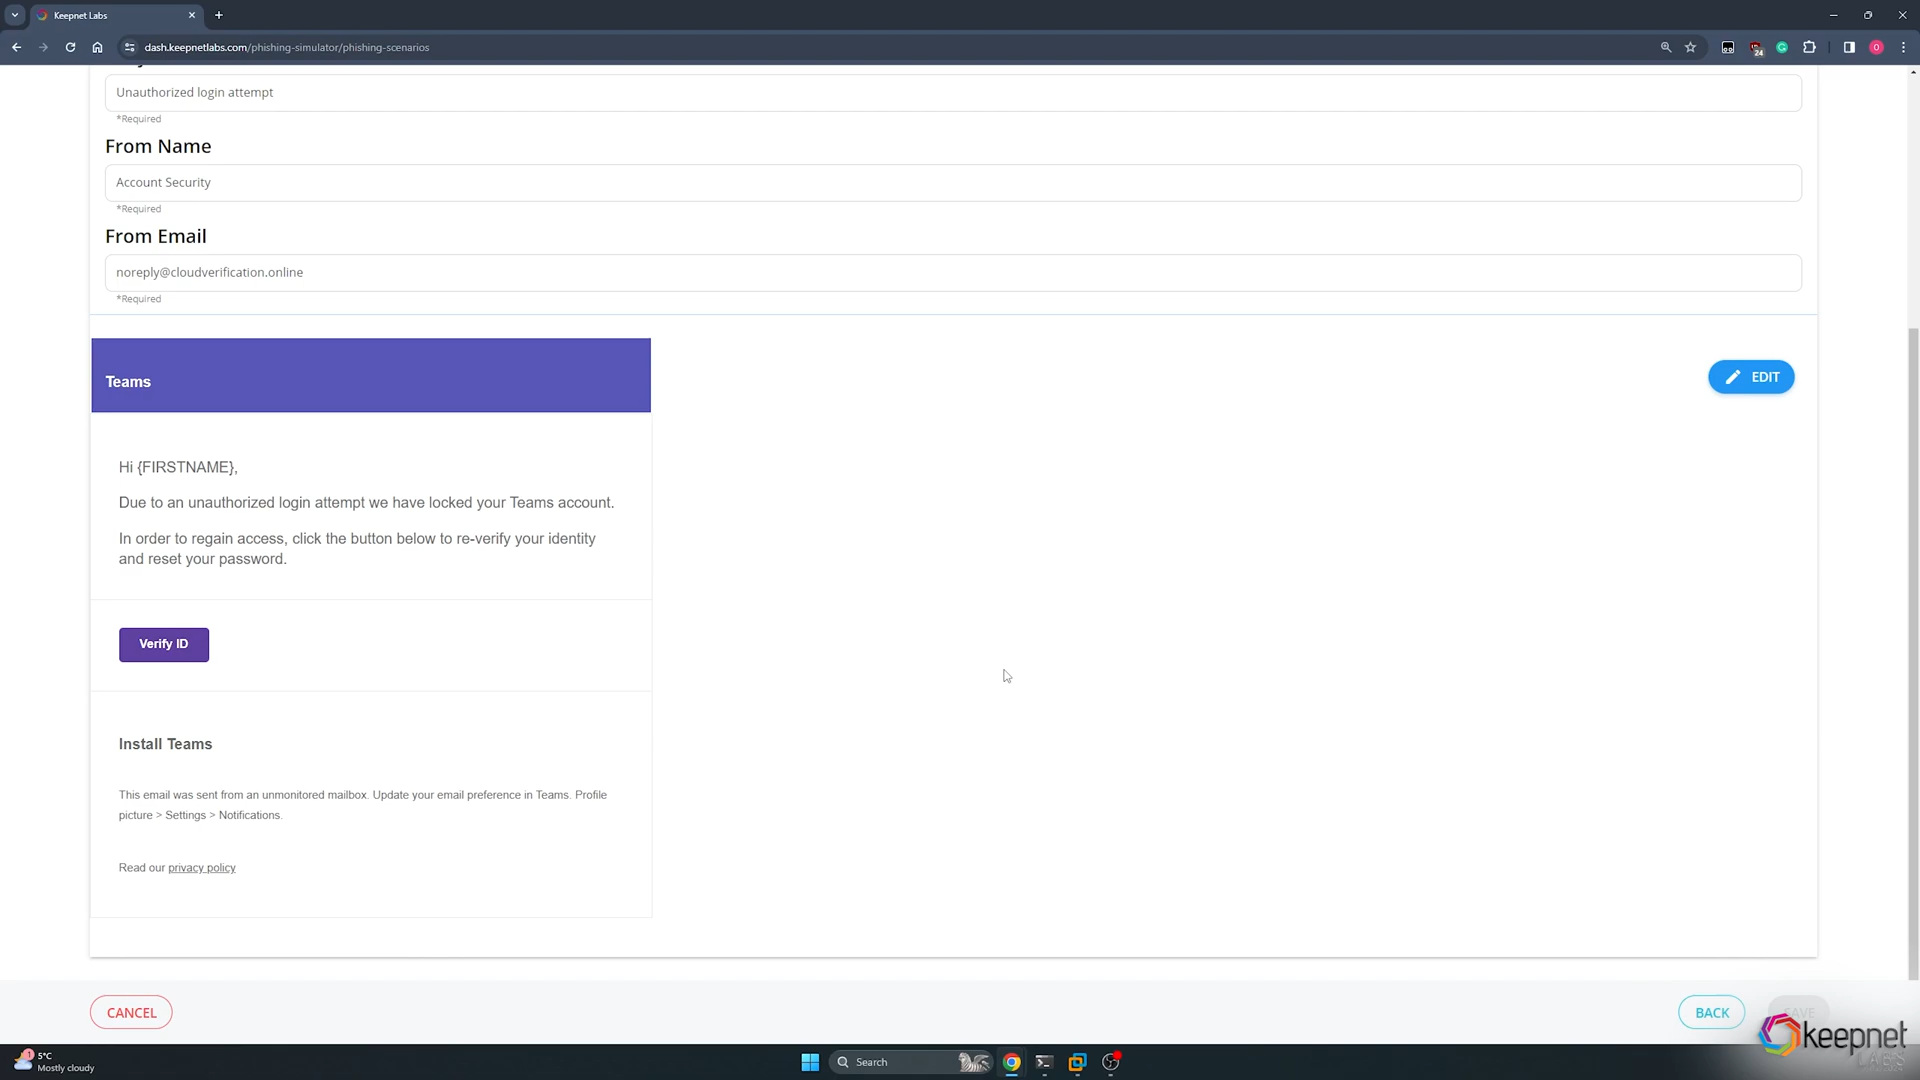 Keepnet Labs
dash.keepnetlabs.com/phishing-simulator/phishing-scenarios
24
O
Unauthorized login attempt
*Required
From Name
Account Security
*Required
From Email
noreply@cloudverification.online
*Required
Teams
EDIT
Hi {FIRSTNAME},
Due to an unauthorized login attempt we have locked your Teams account.
In order to regain access, click the button below to re-verify your identity
and reset your password.
Verify ID
Install Teams
This email was sent from an unmonitored mailbox. Update your email preference in Teams. Profile
picture > Settings > Notifications.
Read our privacy policy
CANCEL
BACK
SAVE
keepnet
LABS
1
5°C
Mostly cloudy
Search